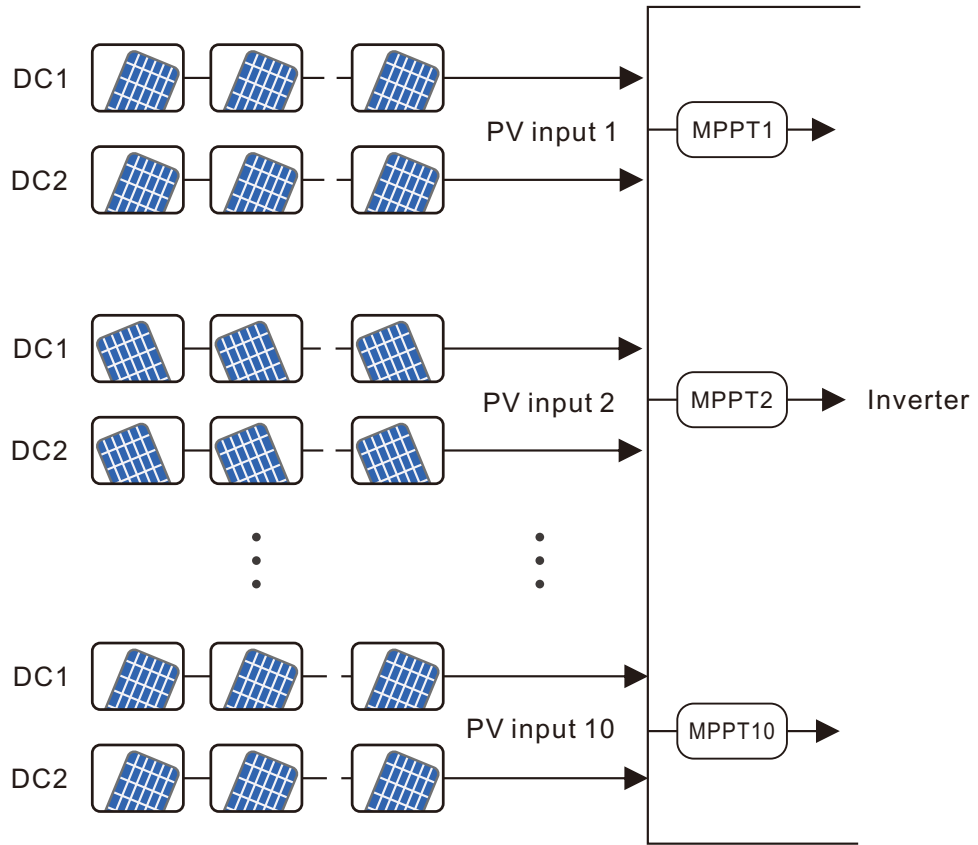 DC1
PV input 1
MPPT1
DC2
DC1
PV input 2
MPPT2
Inverter
DC2
DC1
PV input 10
MPPT10
DC2